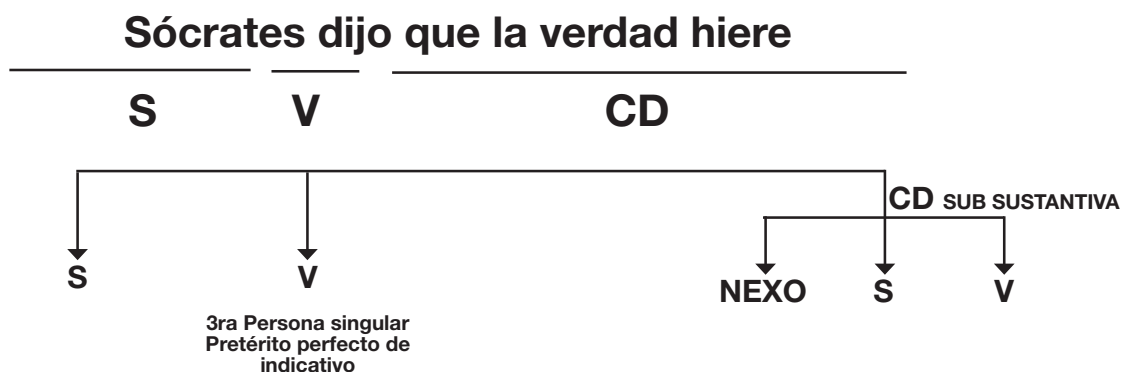 Sócrates dijo que la verdad hiere
S V CD
CD SUB SUSTANTIVA
S V NEXO S V
3ra Persona singular
Pretérito perfecto de
indicativo